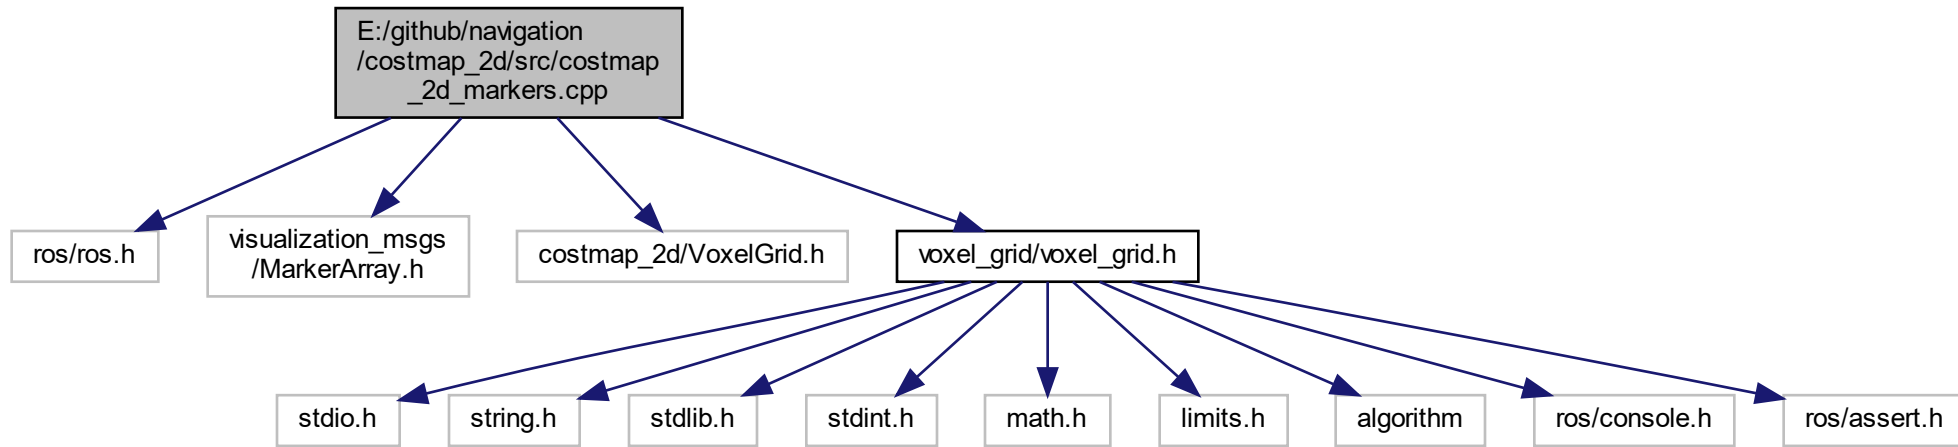 E:/github/navigation
/costmap_2d/src/costmap
_2d_markers.cpp
ros/ros.h
visualization_msgs
/MarkerArray.h
costmap_2d/VoxelGrid.h
voxel_grid/voxel_grid.h
stdio.h
string.h
stdlib.h
stdint.h
math.h
limits.h
algorithm
ros/console.h
ros/assert.h